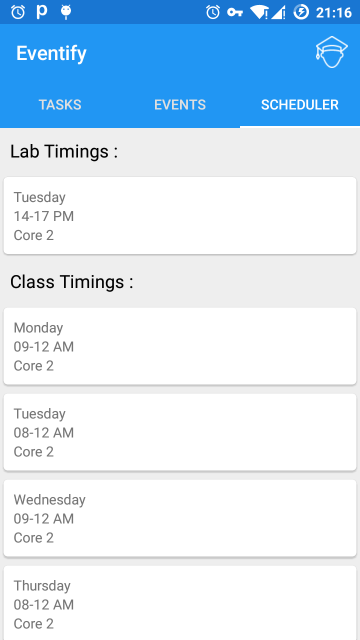 21:16
Eventify
TASKS EVENTS SCHEDULER
Lab Timings :
Tuesday
14-17 PM
Core 2
Class Timings :
Monday
09-12 AM
Core 2
Tuesday
08-12 AM
Core 2
Wednesday
09-12 AM
Core 2
Thursday
08-12 AM
Core 2